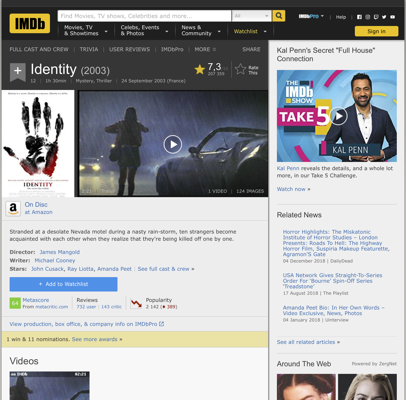 IMDb
Find Movies, TV shows, Celebrities and more...
All
IMDbPro
Help
Movies, TV
& Showtimes
Celebs, Events
& Photos
News &
Community
Watchlist
Sign in
FULL CAST AND CREW | TRIVIA | USER REVIEWS | IMDbPro | MORE
SHARE
Identity (2003)
7,3
Rate
This
12 | 1h 30min | Mystery, Thriller | 24 September 2003 (France)
IDENTITY
1 VIDEO | 124 IMAGES
On Disc
at Amazon
Stranded at a desolate Nevada motel during a nasty rain-storm, ten strangers become
acquainted with each other when they realize that they're being killed off one by one.
Director: James Mangold
Writer: Michael Cooney
Stars: John Cusack, Ray Liotta, Amanda Peet | See full cast & crew »
+ Add to Watchlist
64
Metascore
From metacritic.com
Reviews
732 user | 143 critic
Popularity
2 142 (389)
View production, box office, & company info on IMDbPro
1 win & 11 nominations. See more awards »
Videos
Kal Penn's Secret "Full House"
Connection
THE
IMDb
SHOW
TAKE 5
KAL PENN
Kal Penn reveals the details, and a whole lot
more, in our Take 5 Challenge.
Watch now »
Related News
Horror Highlights: The Miskatonic
Institute of Horror Studies – London
Presents: Roads To Hell: The Highway
Horror Film, Suspiria Makeup Featurette,
Agramon'S Gate
04 December 2018 | DailyDead
USA Network Gives Straight-To-Series
Order For 'Bourne' Spin-Off Series
'Treadstone'
17 August 2018 | The Playlist
Amanda Peet Bio: In Her Own Words –
Video Exclusive, News, Photos
04 January 2018 | Uinterview
See all related articles »
Around The Web
Powered by ZergNet